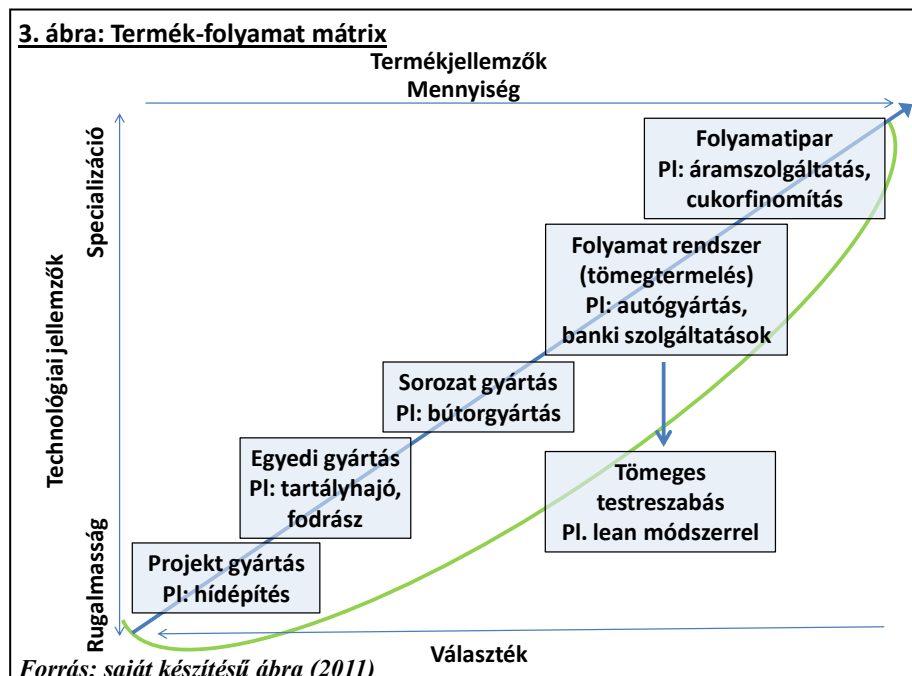 3. ábra: Termék-folyamat mátrix
Termékjellemzők
Mennyiség
Technológiai jellemzők
Specializáció
Rugalmasság
Folyamatipar
Pl: áramszolgáltatás,
cukorfinomítás
Folyamat rendszer
(tömegtermelés)
Pl: autógyártás,
banki szolgáltatások
Sorozat gyártás
Pl: bútorgyártás
Egyedi gyártás
Pl: tartályhajó,
fodrász
Tömeges
testreszabás
Pl. lean módszerrel
Projekt gyártás
Pl: hídépítés
Választék
Forrás: saját készítésű ábra (2011)